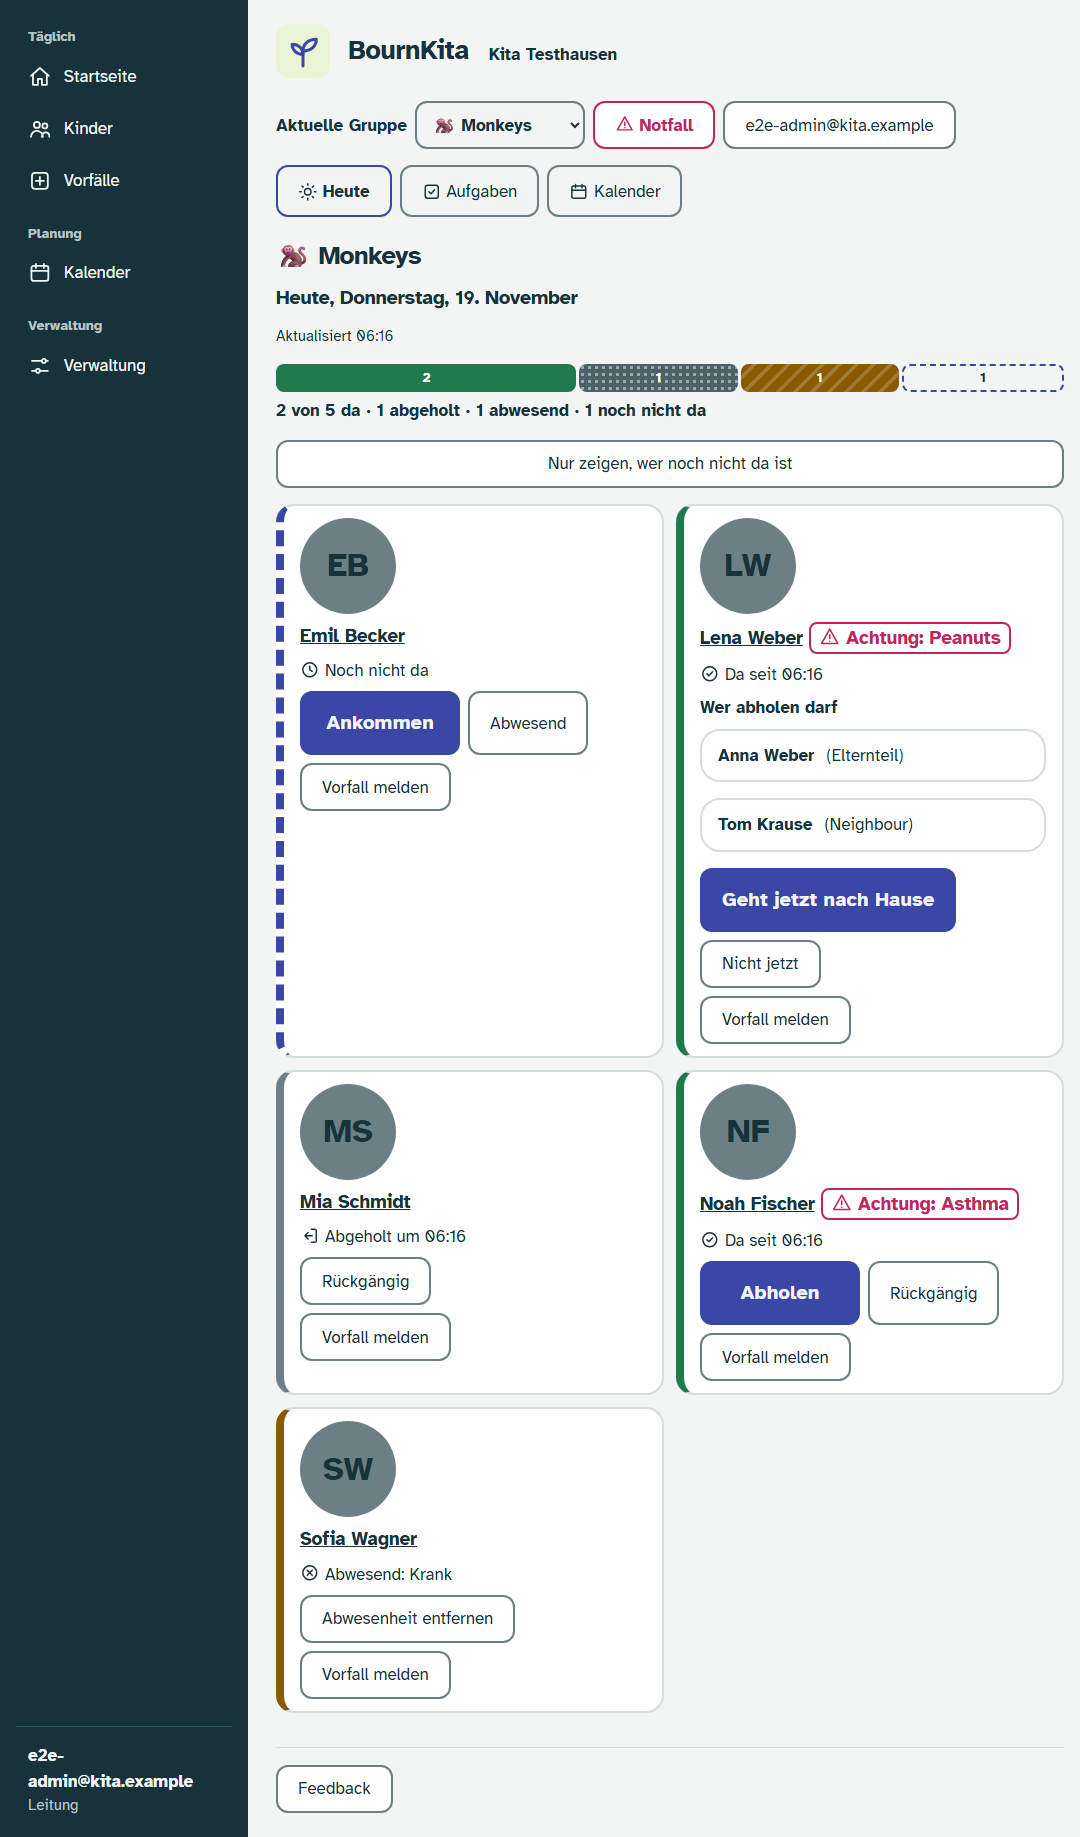 Täglich
Startseite
Kinder
Vorfälle
Planung
Kalender
Verwaltung
Verwaltung
e2e-
admin@kita.example
Leitung
BournKita Kita Testhausen
Aktuelle Gruppe Monkeys Notfall e2e-admin@kita.example
Heute Aufgaben Kalender
Monkeys
Heute, Donnerstag, 19. November
Aktualisiert 06:16
2 1 1 1
2 von 5 da · 1 abgeholt · 1 abwesend · 1 noch nicht da
Nur zeigen, wer noch nicht da ist
EB
Emil Becker
Noch nicht da
Ankommen Abwesend
Vorfall melden
LW
Lena Weber Achtung: Peanuts
Da seit 06:16
Wer abholen darf
Anna Weber (Elternteil)
Tom Krause (Neighbour)
Geht jetzt nach Hause
Nicht jetzt
Vorfall melden
MS
Mia Schmidt
Abgeholt um 06:16
Rückgängig
Vorfall melden
NF
Noah Fischer Achtung: Asthma
Da seit 06:16
Abholen Rückgängig
Vorfall melden
SW
Sofia Wagner
Abwesend: Krank
Abwesenheit entfernen
Vorfall melden
Feedback